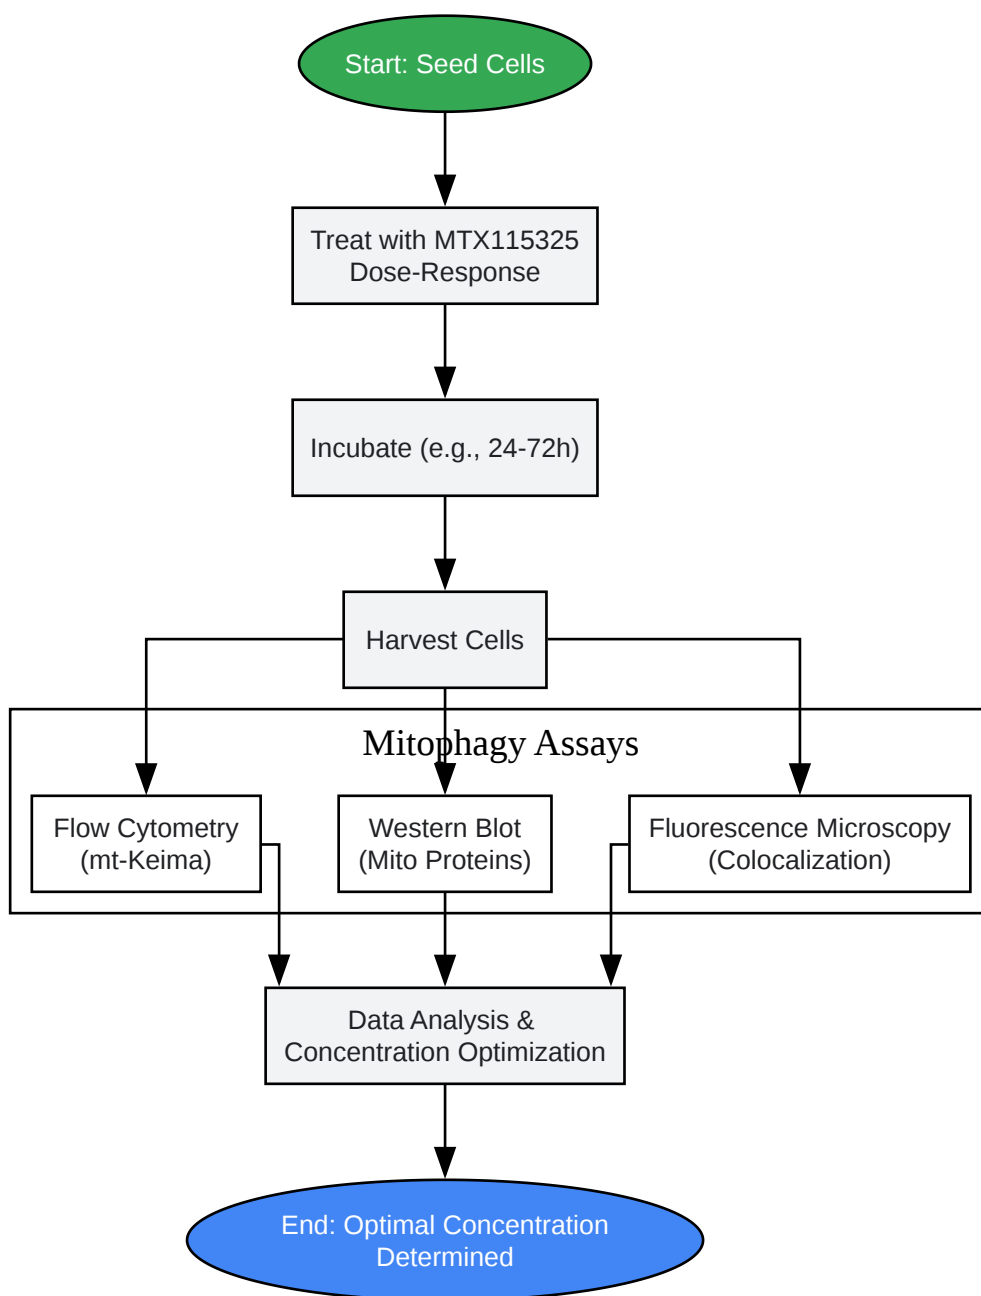 Start: Seed Cells
Treat with MTX115325
Dose-Response
Incubate (e.g., 24-72h)
Harvest Cells
Mitophagy Assays
Flow Cytometry
(mt-Keima)
Western Blot
(Mito Proteins)
Fluorescence Microscopy
(Colocalization)
Data Analysis &
Concentration Optimization
End: Optimal Concentration
Determined